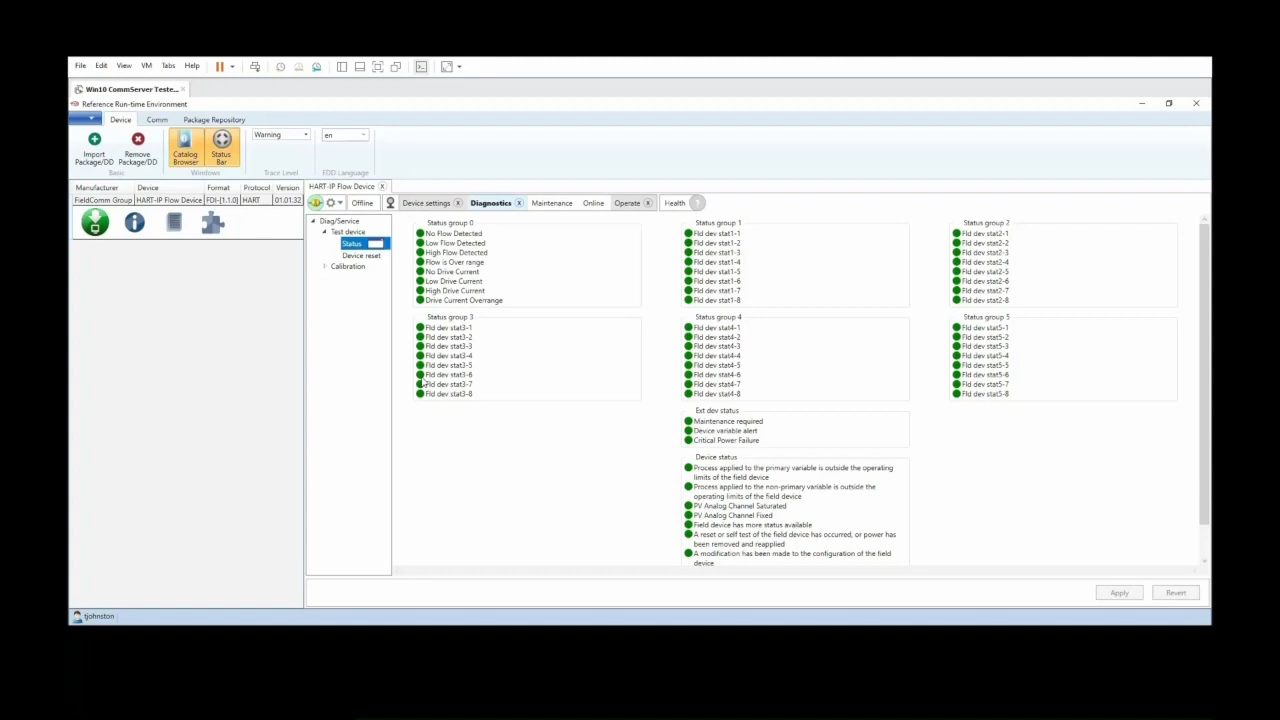 File Edit View VM Tabs Help
Win10 CommServer Teste...
Reference Run-time Environment
Device Comm Package Repository
Import Package/DD
Remove Package/DD
Catalog Browser
Status Bar
Warning
en
Basic Windows Trace Level EDD Language
Manufacturer Device Format Protocol Version
FieldComm Group HART-IP Flow Device FDI-[1.1.0] HART 01.01.32
HART-IP Flow Device
Offline Device settings Diagnostics Maintenance Online Operate Health
Diag/Service
Test device
Status
Device reset
Calibration
Status group 0
No Flow Detected
Low Flow Detected
High Flow Detected
Flow is Over range
No Drive Current
Low Drive Current
High Drive Current
Drive Current Overrange
Status group 1
Fld dev stat1-1
Fld dev stat1-2
Fld dev stat1-3
Fld dev stat1-4
Fld dev stat1-5
Fld dev stat1-6
Fld dev stat1-7
Fld dev stat1-8
Status group 2
Fld dev stat2-1
Fld dev stat2-2
Fld dev stat2-3
Fld dev stat2-4
Fld dev stat2-5
Fld dev stat2-6
Fld dev stat2-7
Fld dev stat2-8
Status group 3
Fld dev stat3-1
Fld dev stat3-2
Fld dev stat3-3
Fld dev stat3-4
Fld dev stat3-5
Fld dev stat3-6
Fld dev stat3-7
Fld dev stat3-8
Status group 4
Fld dev stat4-1
Fld dev stat4-2
Fld dev stat4-3
Fld dev stat4-4
Fld dev stat4-5
Fld dev stat4-6
Fld dev stat4-7
Fld dev stat4-8
Status group 5
Fld dev stat5-1
Fld dev stat5-2
Fld dev stat5-3
Fld dev stat5-4
Fld dev stat5-5
Fld dev stat5-6
Fld dev stat5-7
Fld dev stat5-8
Ext dev status
Maintenance required
Device variable alert
Critical Power Failure
Device status
Process applied to the primary variable is outside the operating
limits of the field device
Process applied to the non-primary variable is outside the
operating limits of the field device
PV Analog Channel Saturated
PV Analog Channel Fixed
Field device has more status available
A reset or self test of the field device has occurred, or power has
been removed and reapplied
A modification has been made to the configuration of the field
device
Apply Revert
tjohnston